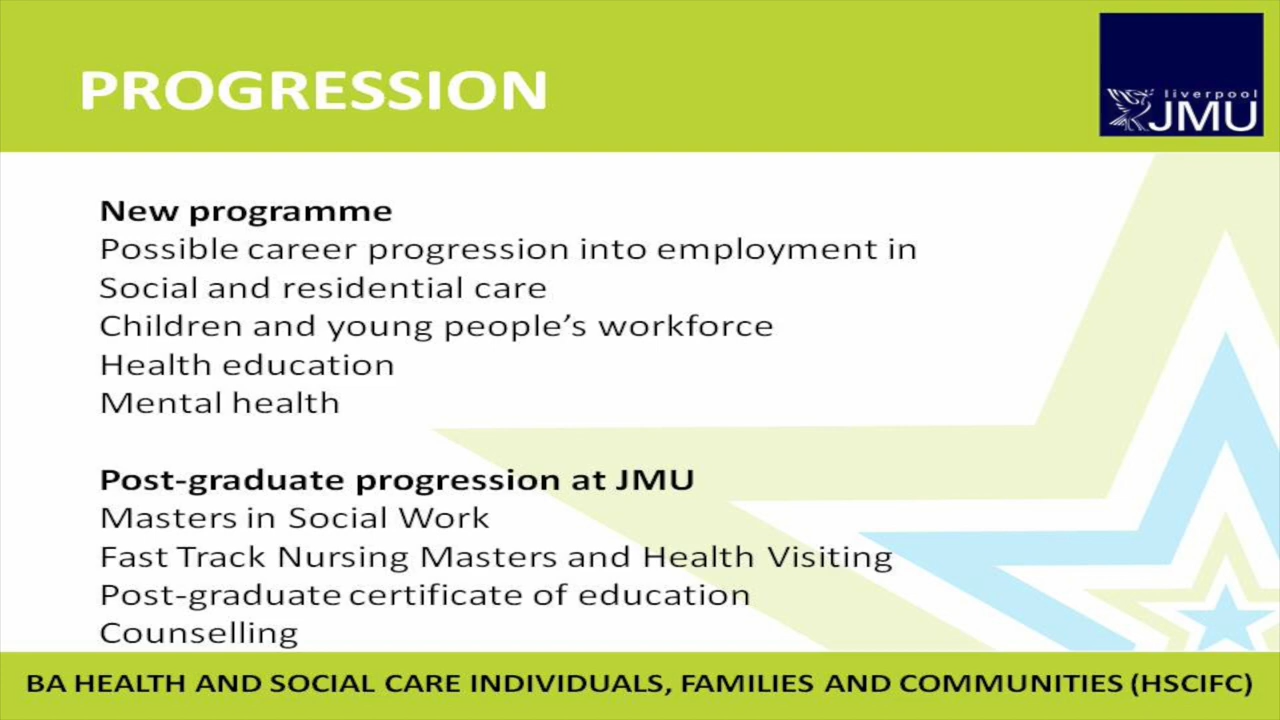 PROGRESSION
liverpool
JMU
New programme
Possible career progression into employment in
Social and residential care
Children and young people’s workforce
Health education
Mental health
Post-graduate progression at JMU
Masters in Social Work
Fast Track Nursing Masters and Health Visiting
Post-graduate certificate of education
Counselling
BA HEALTH AND SOCIAL CARE INDIVIDUALS, FAMILIES AND COMMUNITIES (HSCIFC)